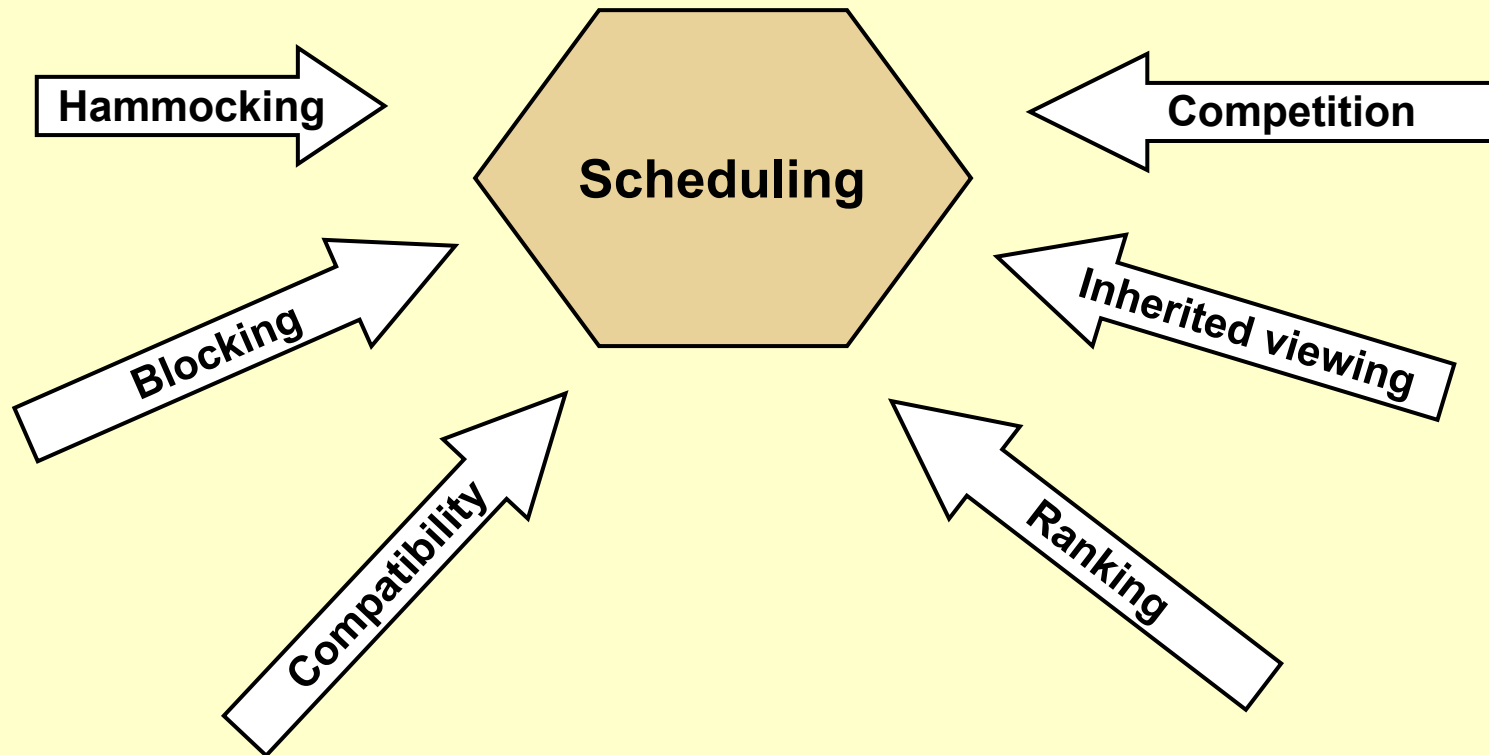 Hammocking
Competition
Scheduling
Inherited viewing
Blocking
Compatibility
Ranking